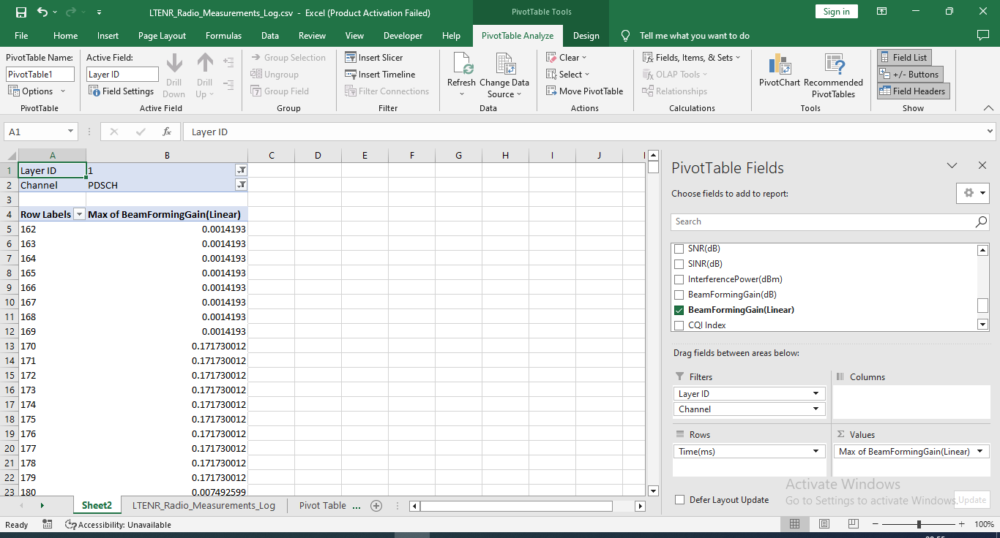 LTENR_Radio_Measurements_Log.csv - Excel (Product Activation Failed)
PivotTable Tools
Sign in
File Home Insert Page Layout Formulas Data Review View Developer Help PivotTable Analyze Design Tell me what you want to do
PivotTable Name:
PivotTable1
Options
PivotTable
Active Field:
Layer ID
Field Settings
Drill Down
Drill Up
Active Field
Group Selection
Ungroup
Group Field
Group
Insert Slicer
Insert Timeline
Filter Connections
Filter
Refresh
Change Data Source
Data
Clear
Select
Move PivotTable
Actions
Fields, Items, & Sets
OLAP Tools
Relationships
Calculations
PivotChart
Recommended PivotTables
Tools
Field List
+/- Buttons
Field Headers
Show
A1
fx
Layer ID
A B C D E F G H I J
1 Layer ID 1
2 Channel PDSCH
3
4 Row Labels Max of BeamFormingGain(Linear)
5 162 0.0014193
6 163 0.0014193
7 164 0.0014193
8 165 0.0014193
9 166 0.0014193
10 167 0.0014193
11 168 0.0014193
12 169 0.0014193
13 170 0.171730012
14 171 0.171730012
15 172 0.171730012
16 173 0.171730012
17 174 0.171730012
18 175 0.171730012
19 176 0.171730012
20 177 0.171730012
21 178 0.171730012
22 179 0.171730012
23 180 0.007492599
PivotTable Fields
Choose fields to add to report:
Search
SNR(dB)
SINR(dB)
InterferencePower(dBm)
BeamFormingGain(dB)
BeamFormingGain(Linear)
CQI Index
Drag fields between areas below:
Filters
Layer ID
Channel
Columns
Rows
Time(ms)
Σ Values
Max of BeamFormingGain(Linear)
Defer Layout Update
Update
Activate Windows
Go to Settings to activate Windows.
Sheet2 LTENR_Radio_Measurements_Log Pivot Table ...
Ready Accessibility: Unavailable
100%